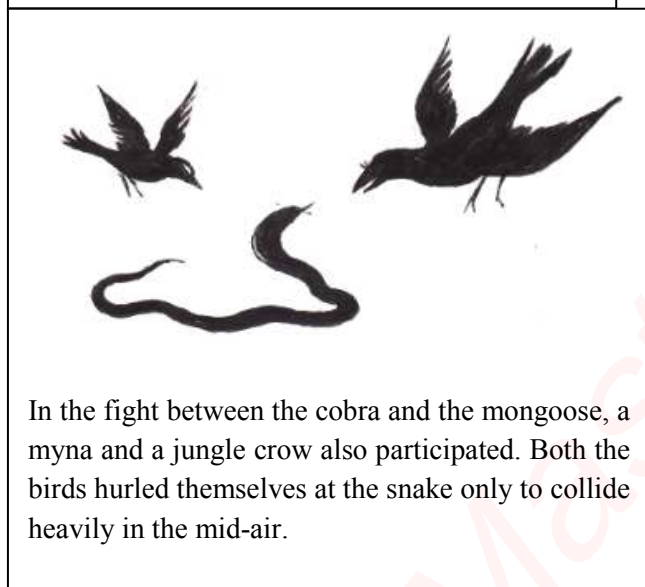 In the fight between the cobra and the mongoose, a
myna and a jungle crow also participated. Both the
birds hurled themselves at the snake only to collide
heavily in the mid-air.